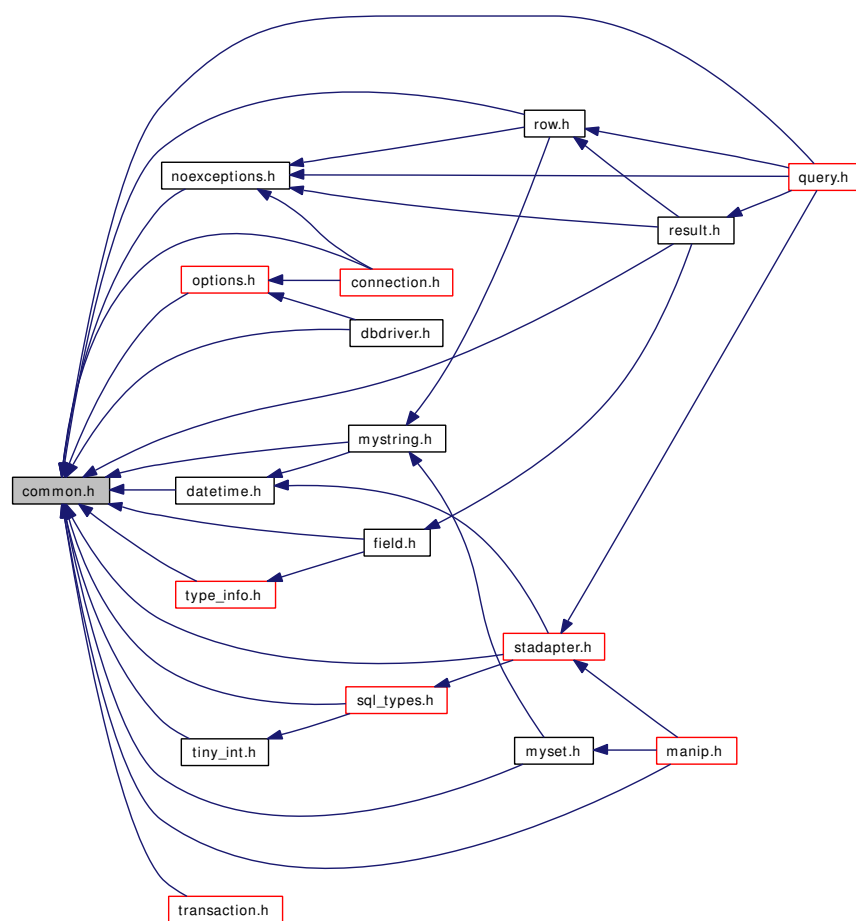 row.h
noexceptions.h
query.h
result.h
options.h
connection.h
dbdriver.h
mystring.h
common.h
datetime.h
field.h
type_info.h
stadapter.h
sql_types.h
tiny_int.h
myset.h
manip.h
transaction.h